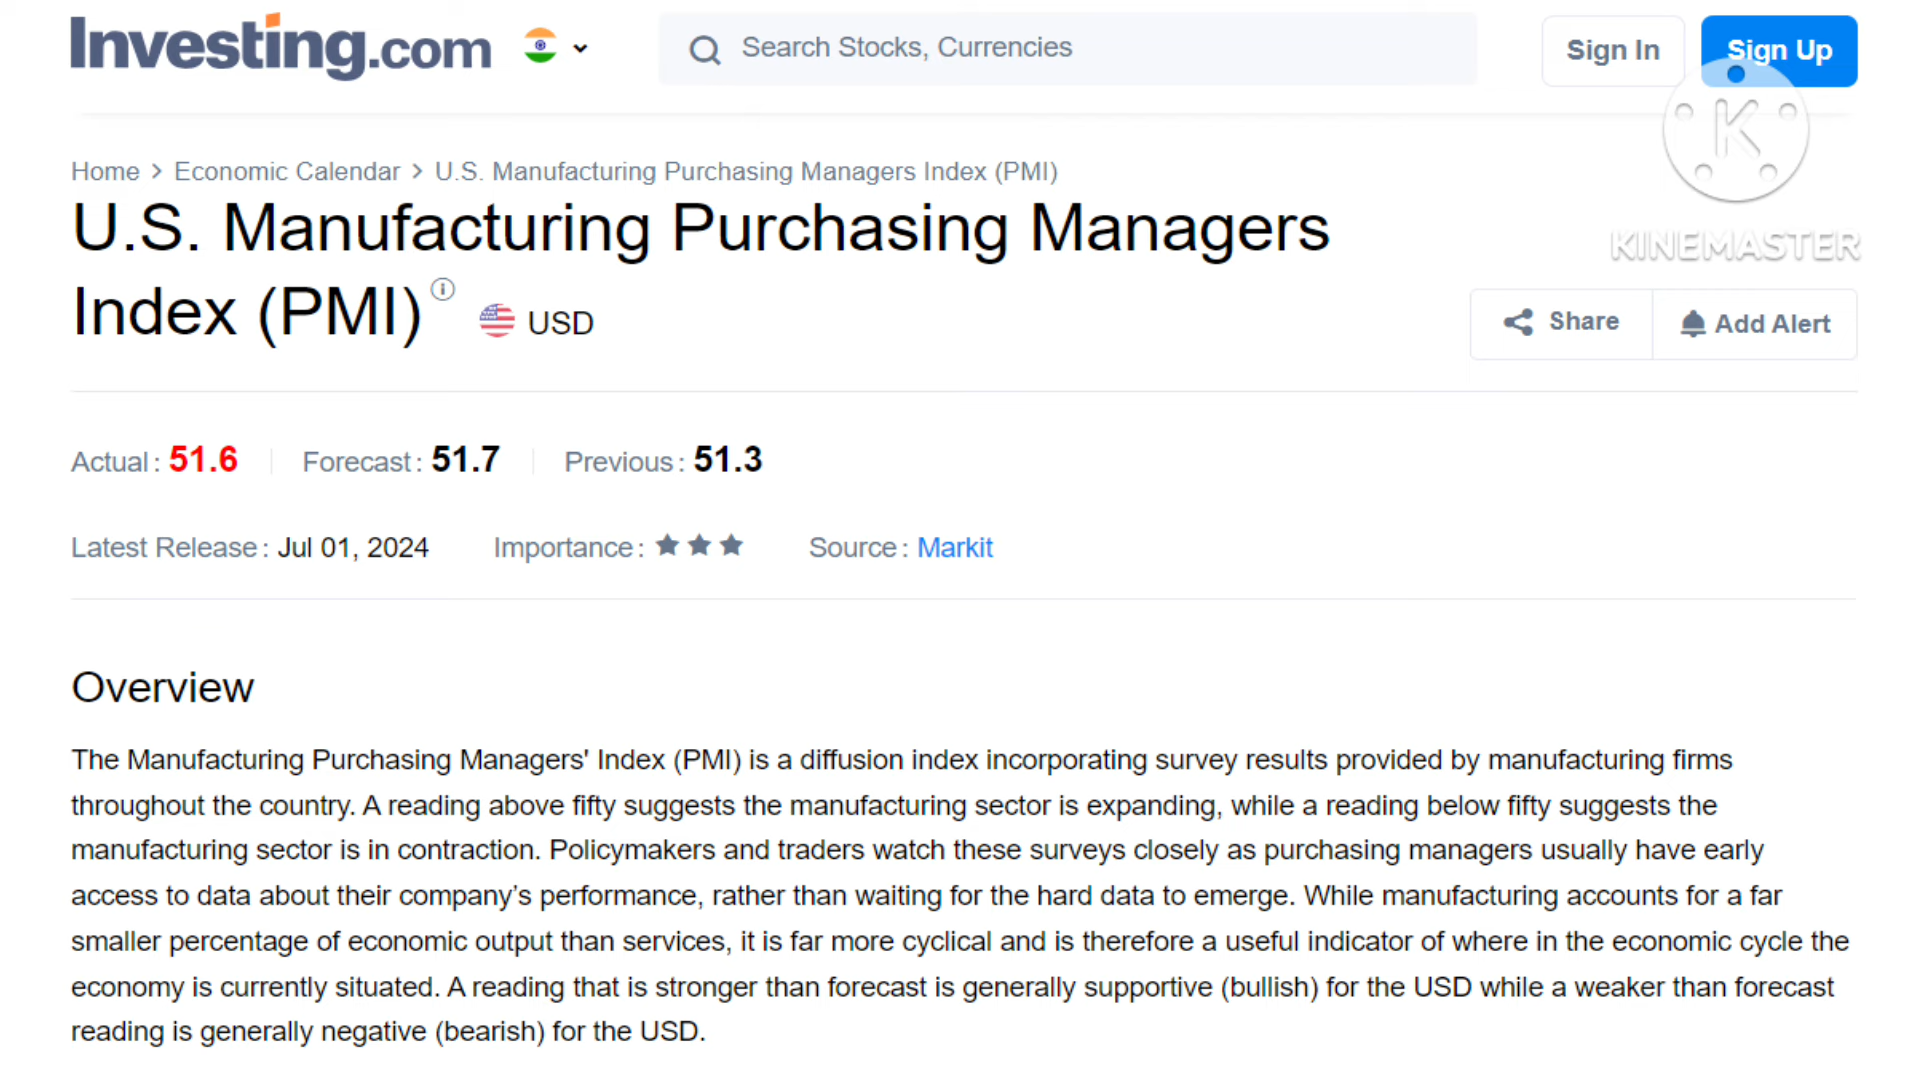 Investing.com
Search Stocks, Currencies
Sign In
Sign Up
K
KINEMASTER
Home > Economic Calendar > U.S. Manufacturing Purchasing Managers Index (PMI)
U.S. Manufacturing Purchasing Managers
Index (PMI) i USD
Share
Add Alert
Actual: 51.6 Forecast: 51.7 Previous: 51.3
Latest Release: Jul 01, 2024 Importance: ★★★ Source: Markit
Overview
The Manufacturing Purchasing Managers' Index (PMI) is a diffusion index incorporating survey results provided by manufacturing firms
throughout the country. A reading above fifty suggests the manufacturing sector is expanding, while a reading below fifty suggests the
manufacturing sector is in contraction. Policymakers and traders watch these surveys closely as purchasing managers usually have early
access to data about their company’s performance, rather than waiting for the hard data to emerge. While manufacturing accounts for a far
smaller percentage of economic output than services, it is far more cyclical and is therefore a useful indicator of where in the economic cycle the
economy is currently situated. A reading that is stronger than forecast is generally supportive (bullish) for the USD while a weaker than forecast
reading is generally negative (bearish) for the USD.